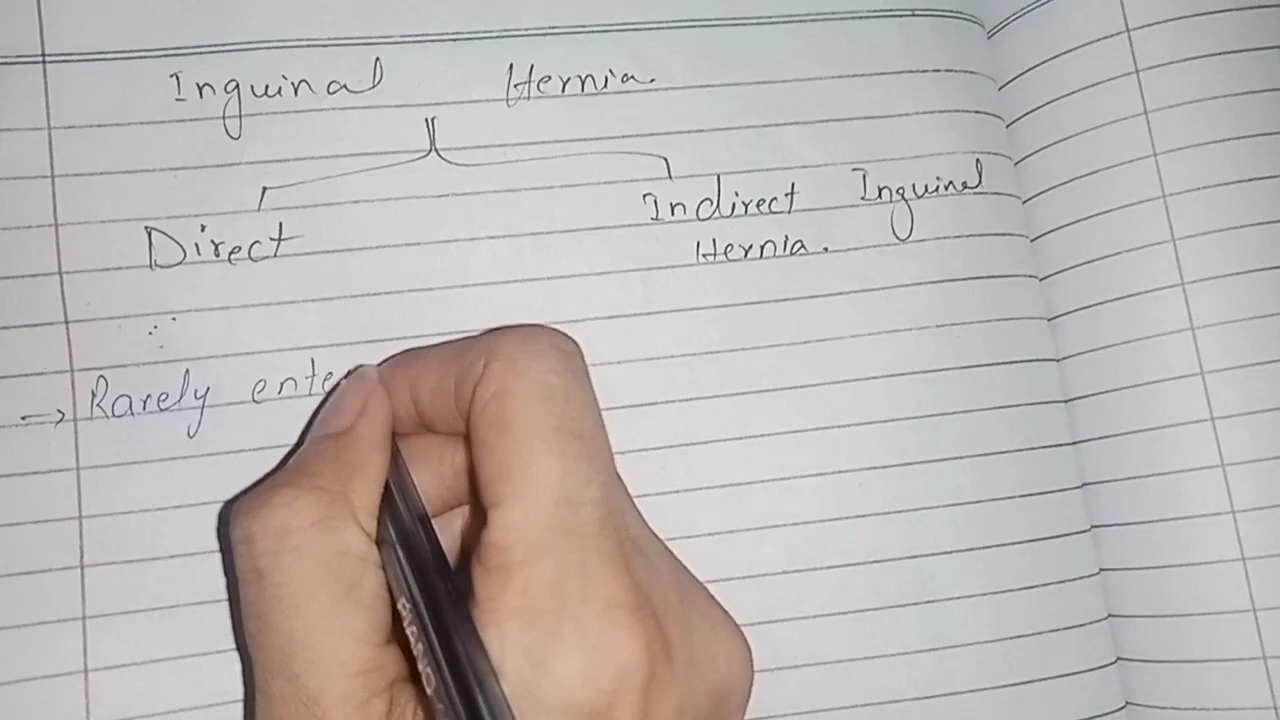 Inguinal Hernia.
Direct
Indirect Inguinal
Hernia.
→ Rarely ente